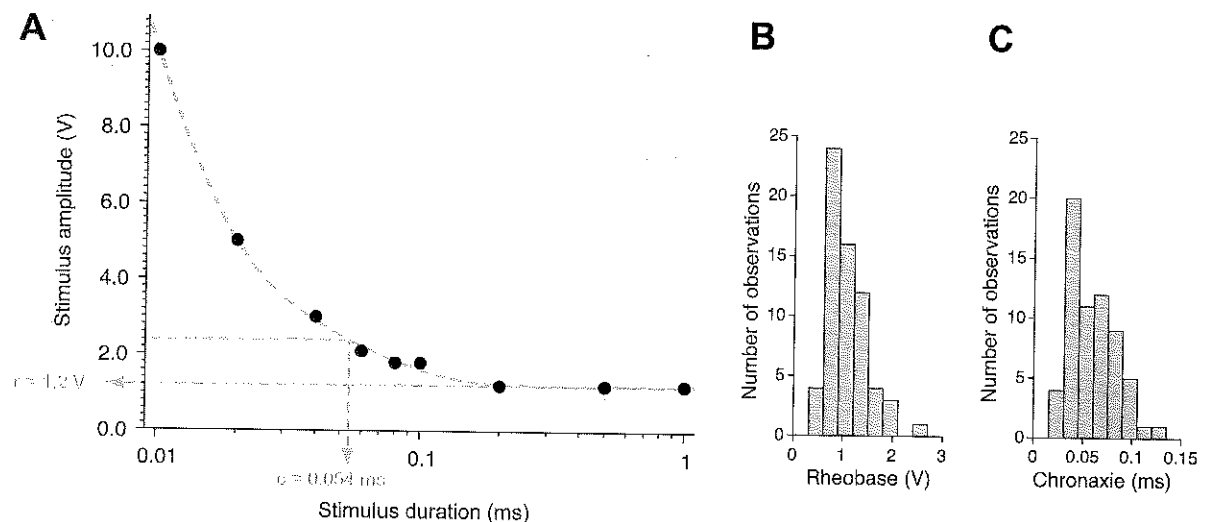 A
Stimulus amplitude (V)
10.0
8.0
6.0
4.0
2.0
0.0
r = 1.2 V
0.01
0.1
1
c = 0.054 ms
Stimulus duration (ms)
B
Number of observations
25
20
15
10
5
0
0
1
2
3
Rheobase (V)
C
Number of observations
25
20
15
10
5
0
0
0.05
0.1
0.15
Chronaxie (ms)